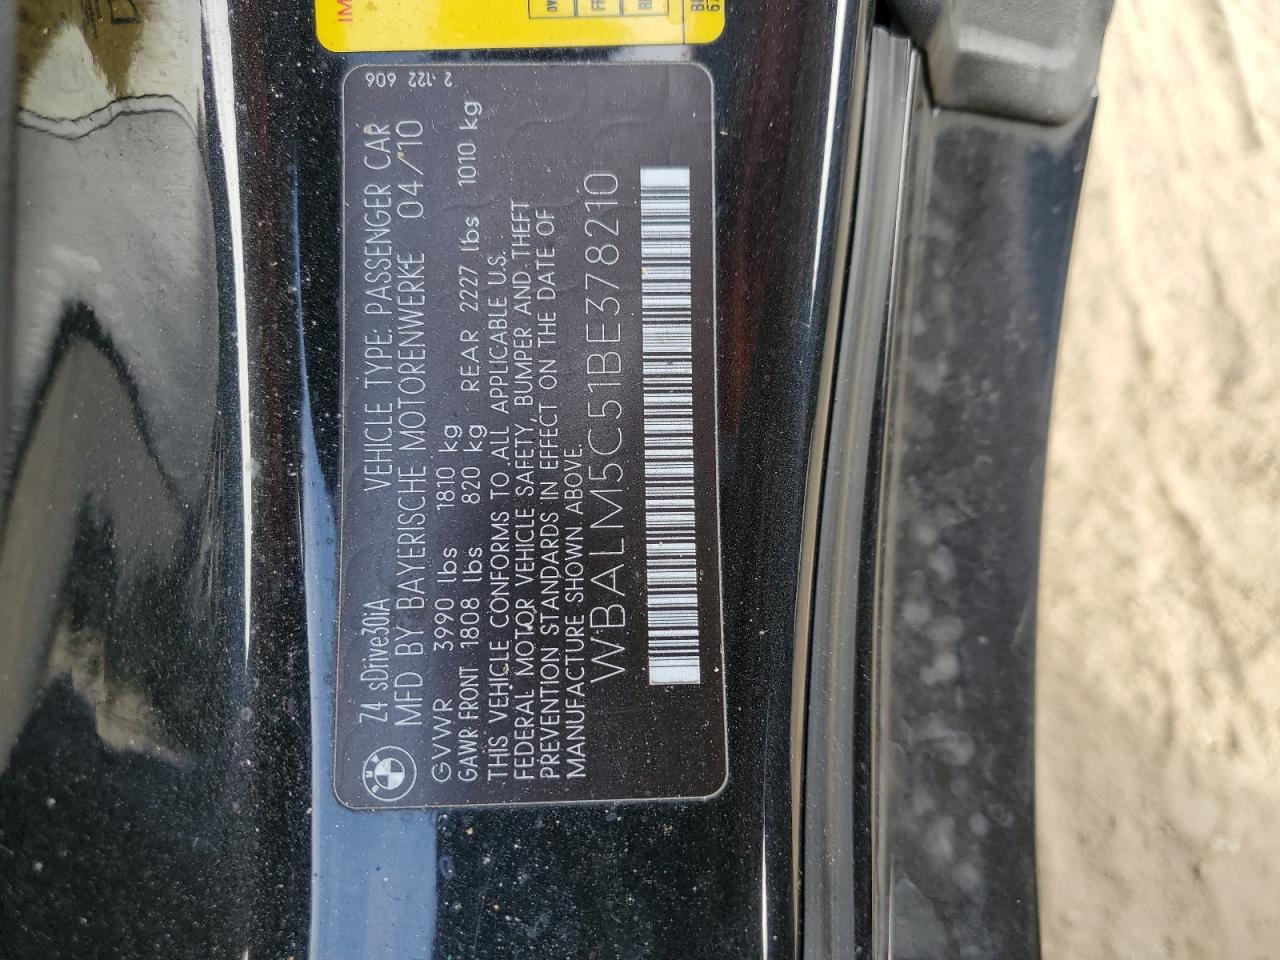 2 122 606
Z4 sDrive30iA VEHICLE TYPE: PASSENGER CAR
MFD BY BAYERISCHE MOTORENWERKE 04/10
GVWR 3990 lbs 1810 kg
GAWR FRONT 1808 lbs 820 kg REAR 2227 lbs 1010 kg
THIS VEHICLE CONFORMS TO ALL APPLICABLE U.S.
FEDERAL MOTOR VEHICLE SAFETY, BUMPER AND THEFT
PREVENTION STANDARDS IN EFFECT ON THE DATE OF
MANUFACTURE SHOWN ABOVE.
WBALM5C51BE378210